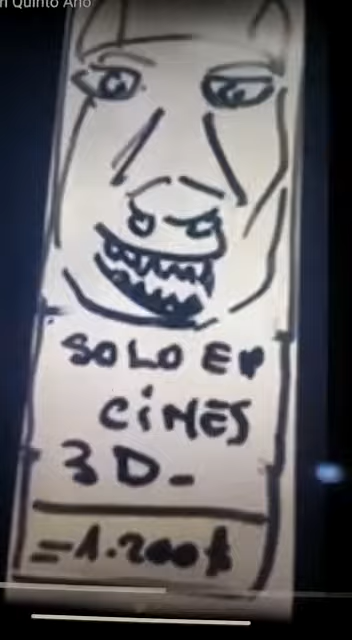 n Quinto Año
SOLO EN
CINES
3D-
=1.200$